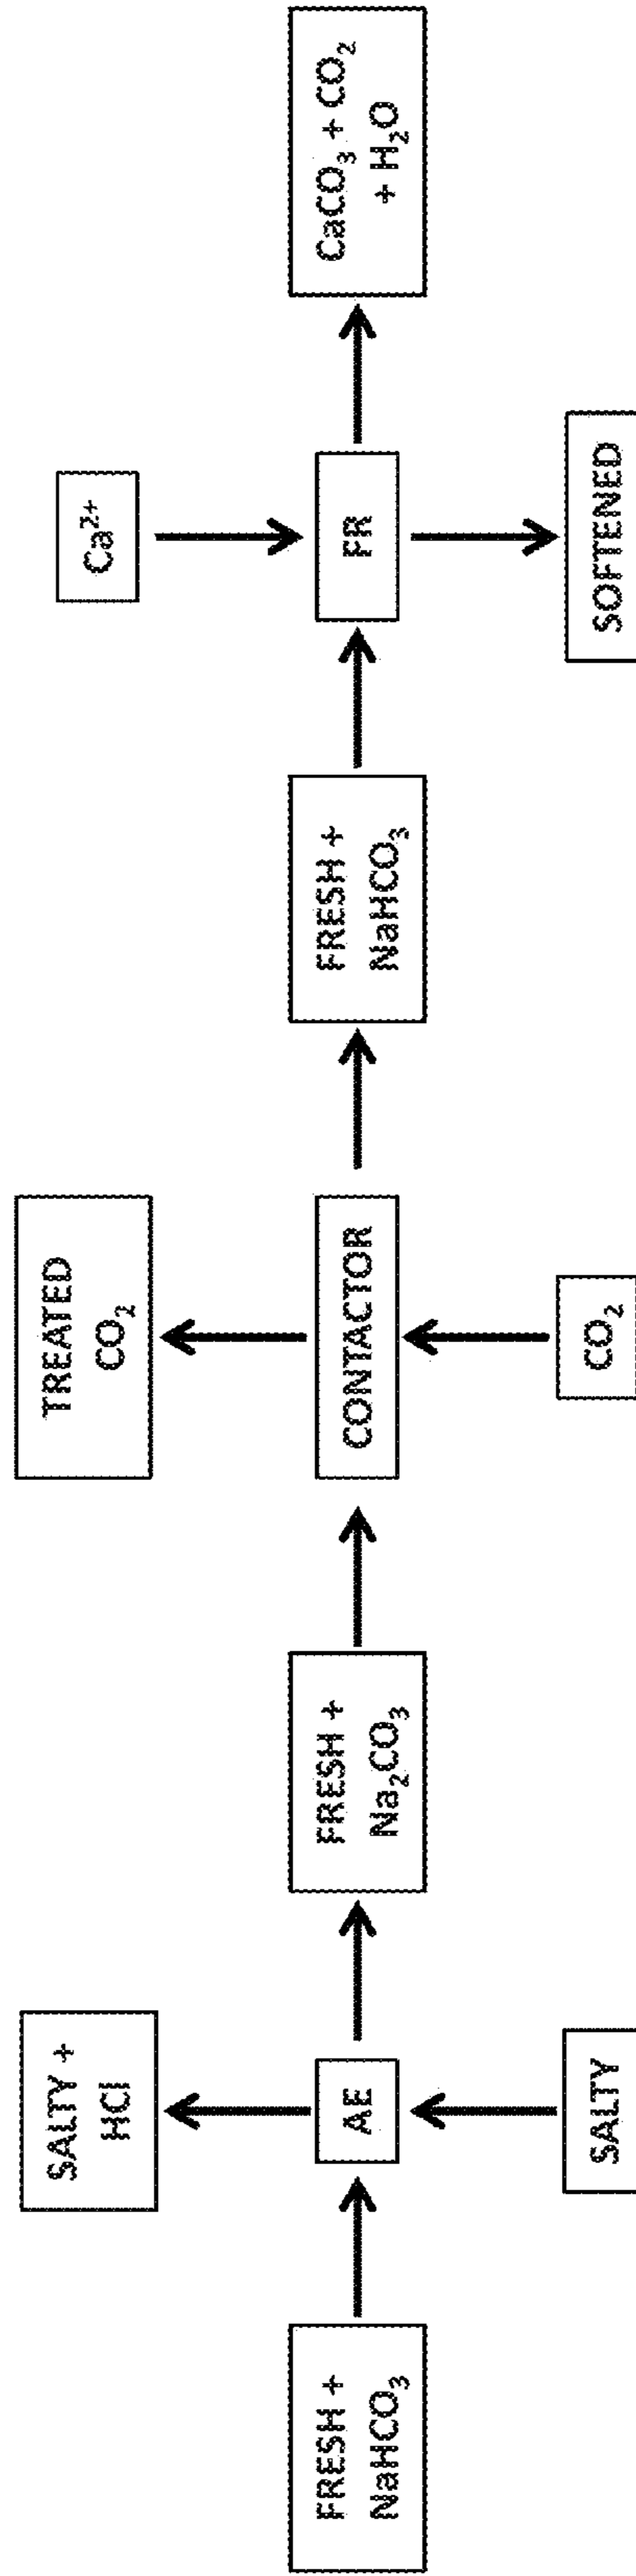 FRESH +
NaHCO₃
SALTY +
HCl
AE
SALTY
FRESH +
Na₂CO₃
TREATED
CO₂
CONTACTOR
CO₂
FRESH +
NaHCO₃
Ca²⁺
FR
SOFTENED
CaCO₃ + CO₂
+ H₂O